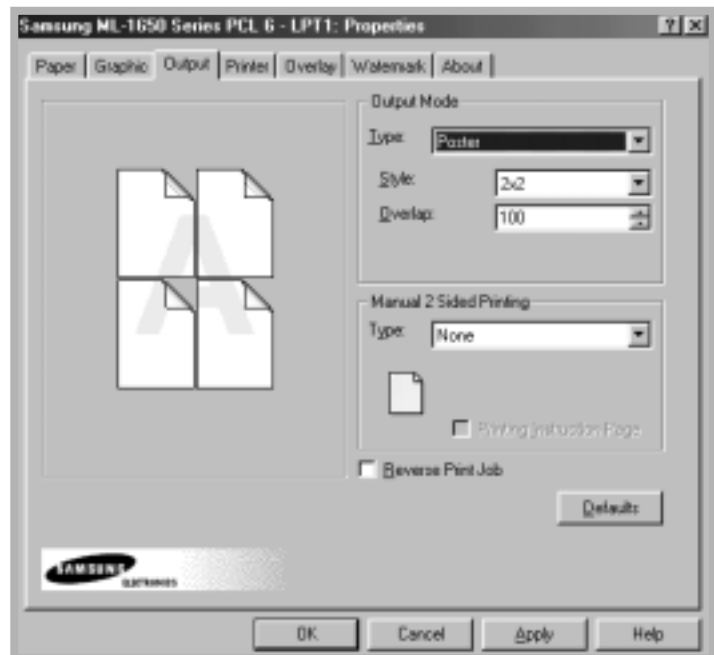 Samsung ML-1650 Series PCL 6 - LPT1: Properties
Paper Graphic Output Printer Overlay Watermark About
Output Mode
Type: Poster
Style: 2x2
Overlap: 100
A
Manual 2 Sided Printing
Type: None
Printing Instruction Page
Reverse Print Job
Defaults
SAMSUNG
ELECTRONICS
OK Cancel Apply Help